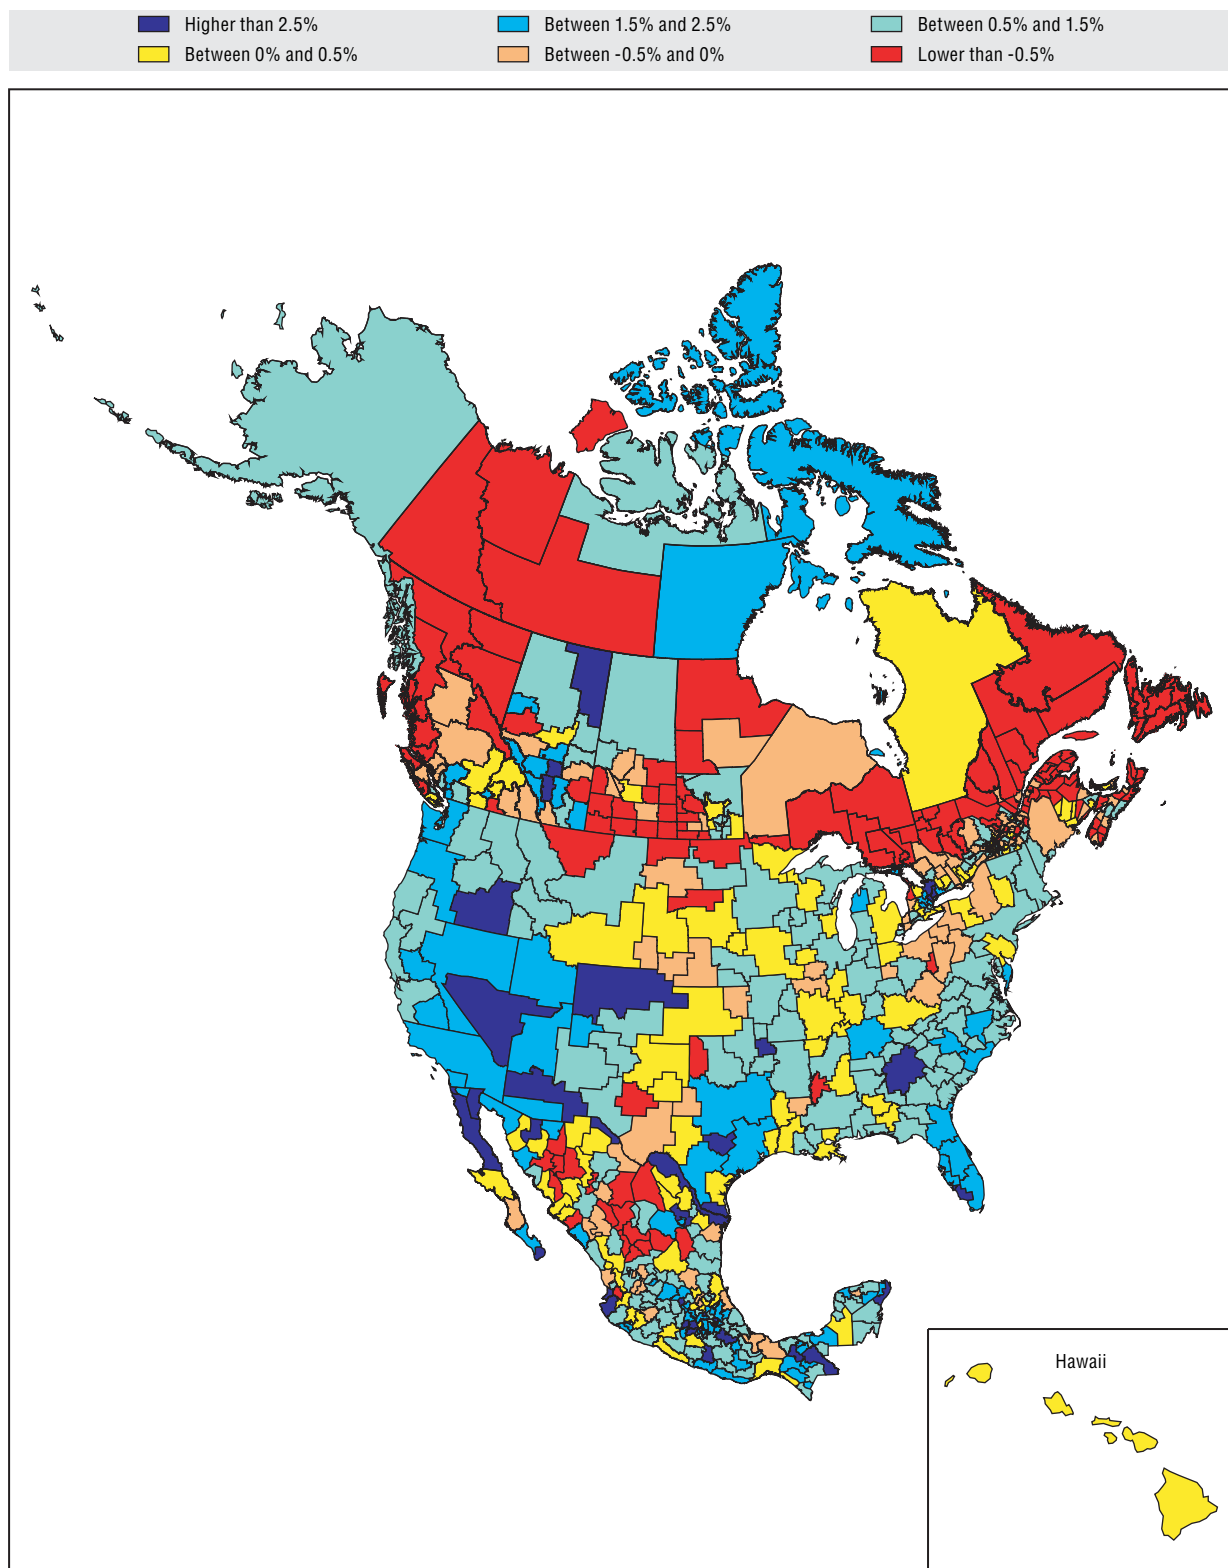 Higher than 2.5% Between 1.5% and 2.5% Between 0.5% and 1.5%
Between 0% and 0.5% Between -0.5% and 0% Lower than -0.5%
Hawaii